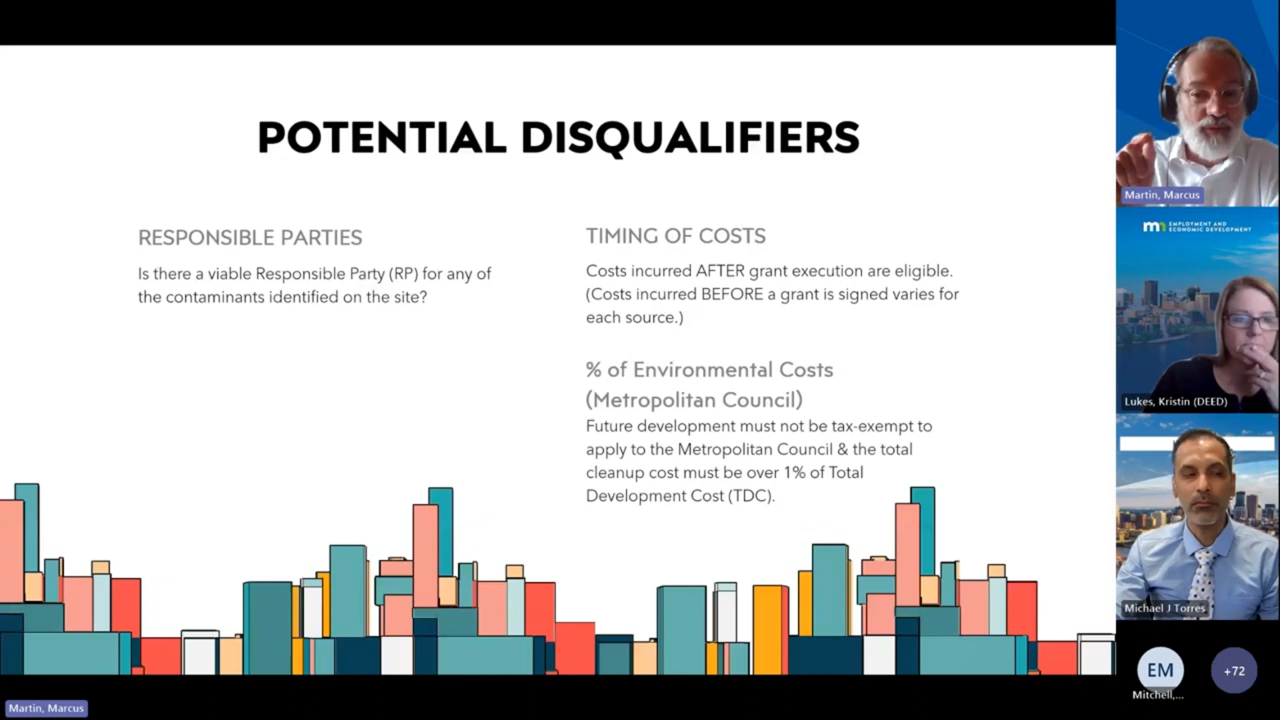 POTENTIAL DISQUALIFIERS
RESPONSIBLE PARTIES
Is there a viable Responsible Party (RP) for any of
the contaminants identified on the site?
TIMING OF COSTS
Costs incurred AFTER grant execution are eligible.
(Costs incurred BEFORE a grant is signed varies for
each source.)
% of Environmental Costs
(Metropolitan Council)
Future development must not be tax-exempt to
apply to the Metropolitan Council & the total
cleanup cost must be over 1% of Total
Development Cost (TDC).
Martin, Marcus
mn EMPLOYMENT AND
ECONOMIC DEVELOPMENT
Lukes, Kristin (DEED)
Michael J Torres
EM
Mitchell,...
+72
Martin, Marcus